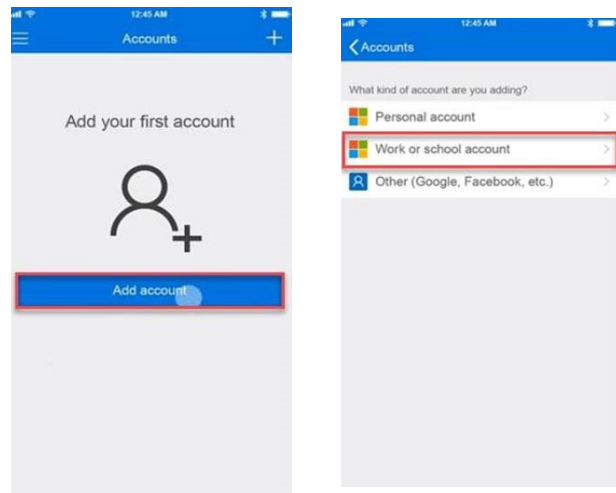 12:45 AM
Accounts
Add your first account
Add account
12:45 AM
Accounts
What kind of account are you adding?
Personal account
Work or school account
Other (Google, Facebook, etc.)